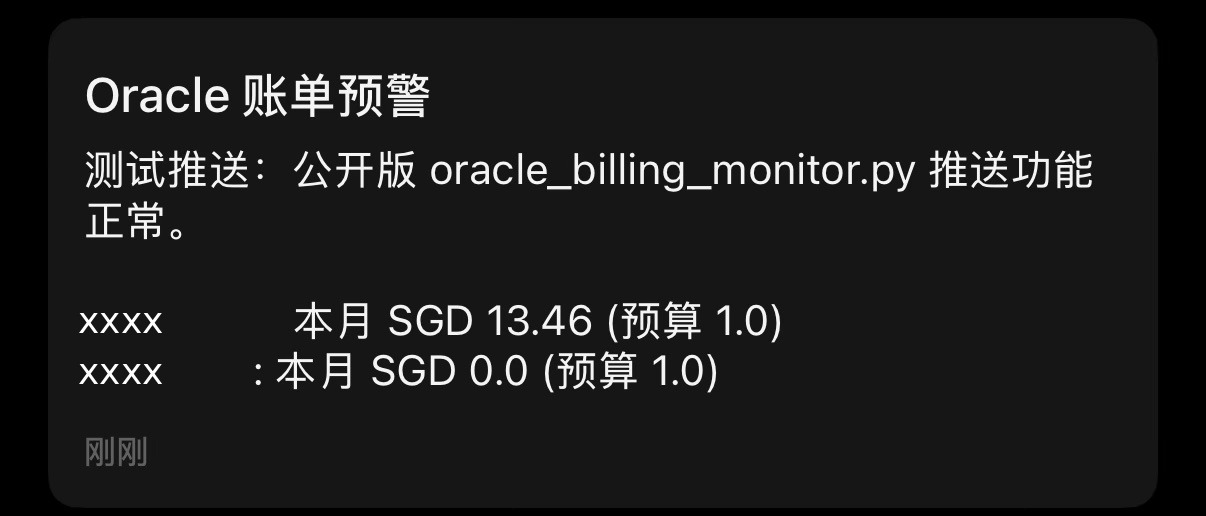 Oracle 账单预警
测试推送：公开版 oracle_billing_monitor.py 推送功能
正常。
xxxx 本月 SGD 13.46 (预算 1.0)
xxxx : 本月 SGD 0.0 (预算 1.0)
刚刚